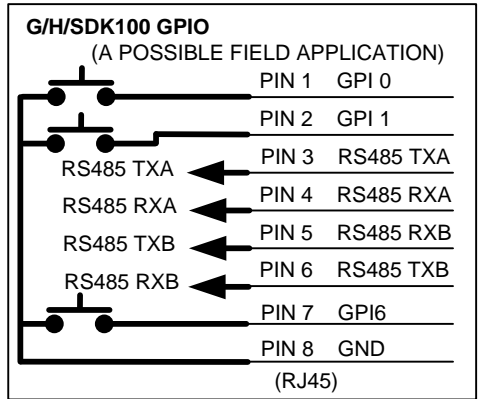 G/H/SDK100 GPIO
(A POSSIBLE FIELD APPLICATION)
PIN 1 GPI 0
PIN 2 GPI 1
RS485 TXA PIN 3 RS485 TXA
RS485 RXA PIN 4 RS485 RXA
RS485 TXB PIN 5 RS485 RXB
RS485 RXB PIN 6 RS485 TXB
PIN 7 GPI6
PIN 8 GND
(RJ45)